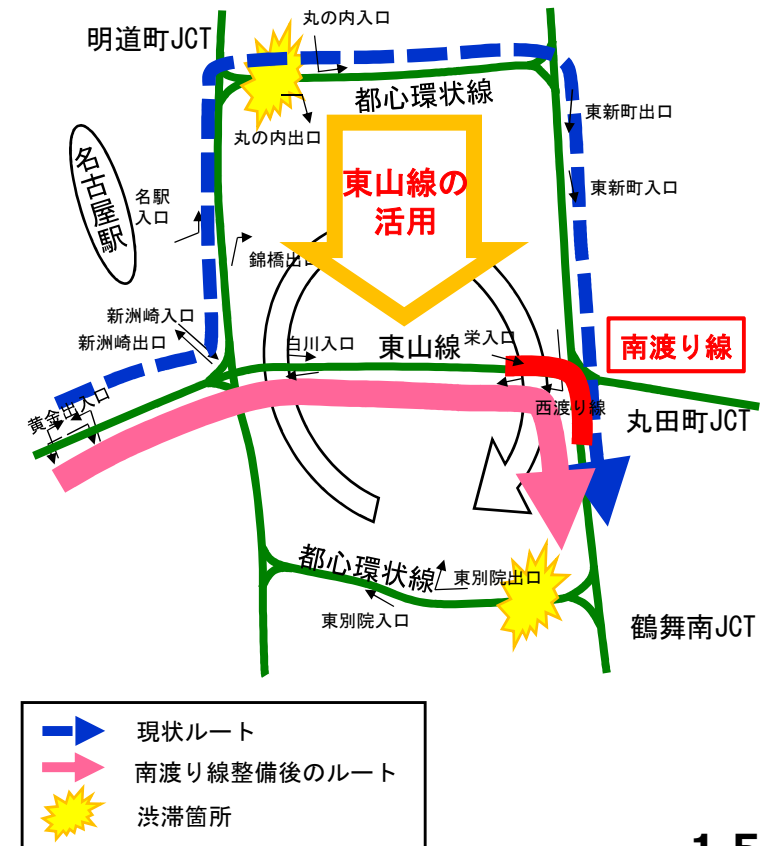 丸の内入口
明道町JCT
都心環状線
東新町出口
丸の内出口
東山線の
活用
名古屋駅
名駅
入口
東新町入口
錦橋出口
新洲崎入口
新洲崎出口
白川入口
東山線
栄入口
南渡り線
黄金出入口
西渡り線
丸田町JCT
都心環状線
東別院出口
東別院入口
鶴舞南JCT
現状ルート
南渡り線整備後のルート
渋滞箇所
15